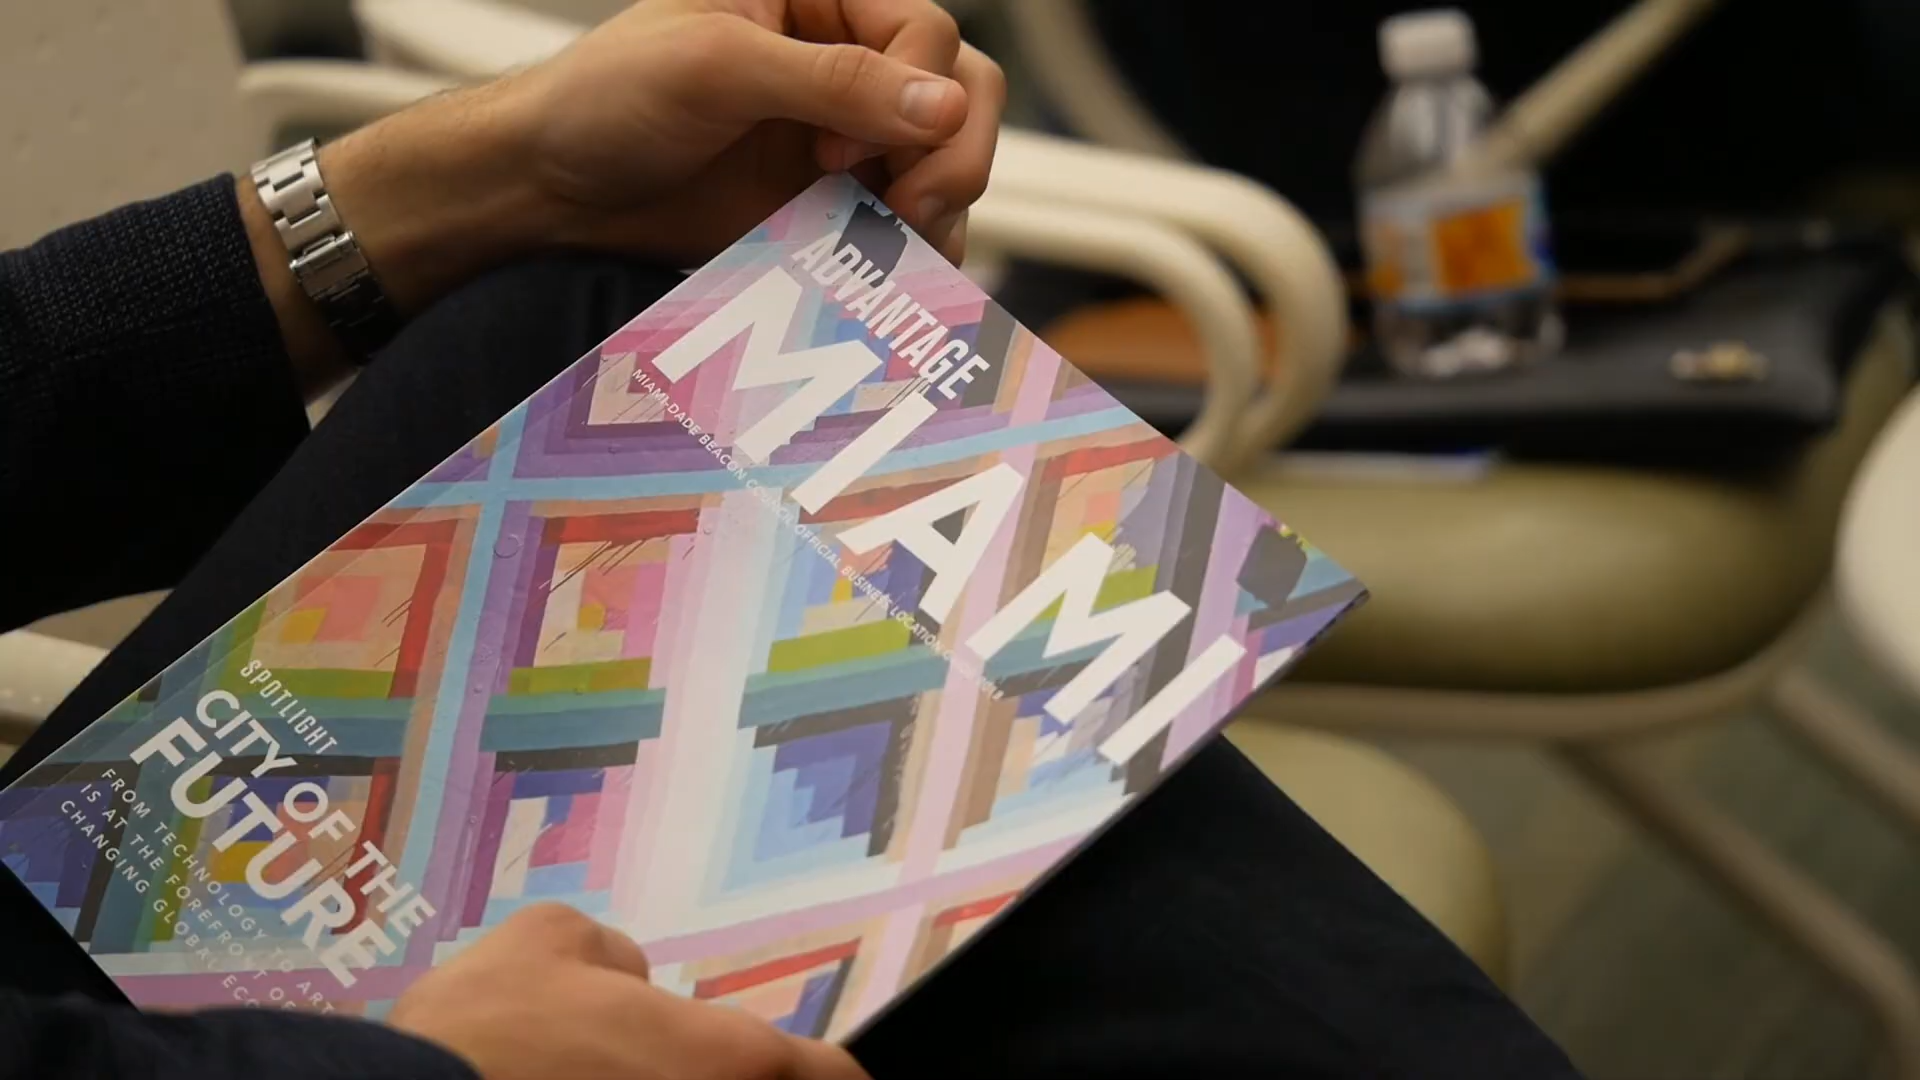 ADVANTAGE
MIAMI
MIAMI-DADE BEACON COUNCIL OFFICIAL BUSINESS LOCATION
SPOTLIGHT
CITY OF THE
FUTURE
FROM TECHNOLOGY TO ART
IS AT THE FOREFRONT OF
CHANGING GLOBAL